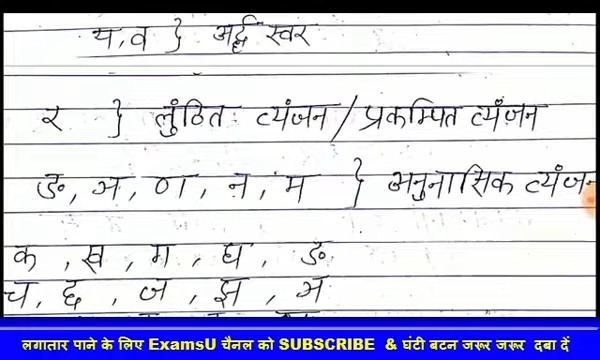 य, व } अर्द्ध स्वर
र } लुंठित व्यंजन / प्रकम्पित व्यंजन
ङ, ञ, ण, न, म } अनुनासिक व्यंजन
क, ख, ग, घ, ङ
च, छ, ज, झ, ञ
लगातार पाने के लिए ExamsU चैनल को SUBSCRIBE & घंटी बटन जरूर जरूर दबा दें